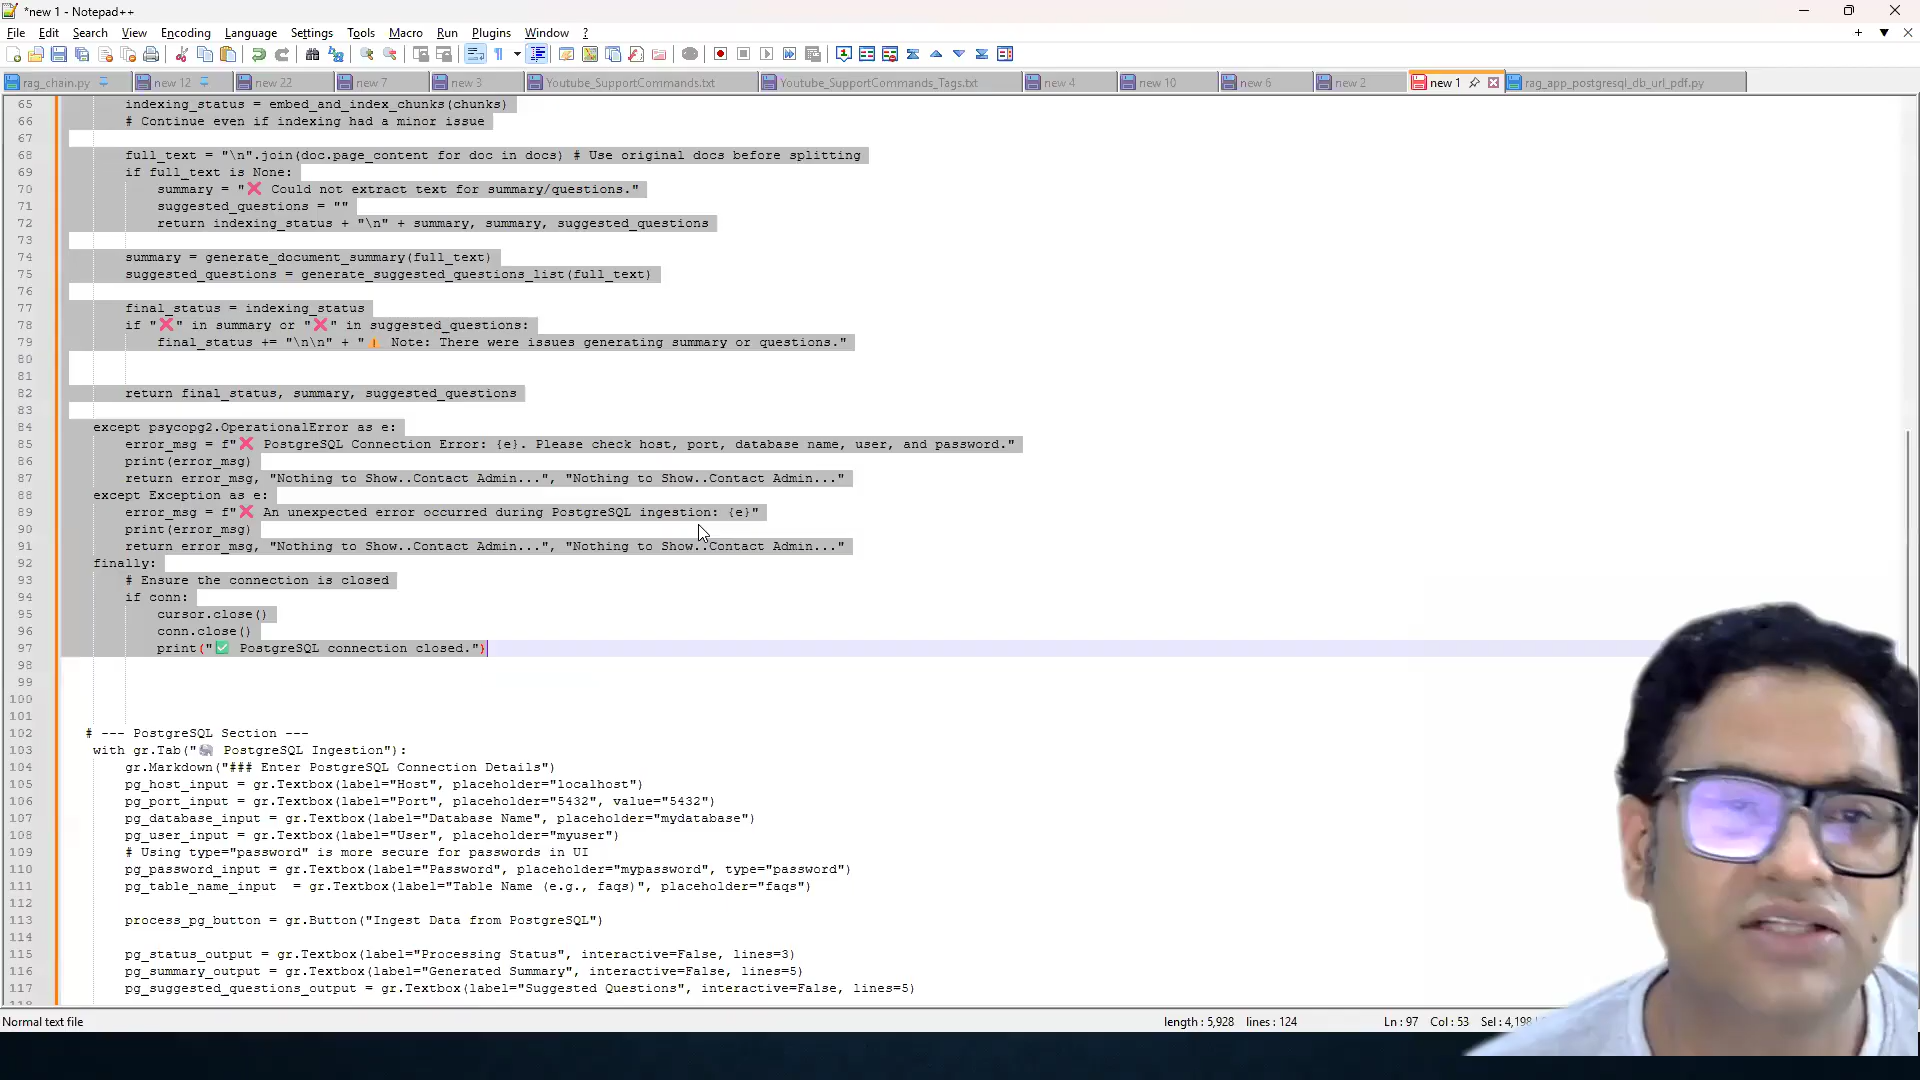 *new 1 - Notepad++
File Edit Search View Encoding Language Settings Tools Macro Run Plugins Window ?
rag_chain.py new 12 new 22 new 7 new 3 Youtube_SupportCommands.txt Youtube_SupportCommands_Tags.txt new 4 new 10 new 6 new 2 new 1 rag_app_postgresql_db_url_pdf.py
65 indexing_status = embed_and_index_chunks(chunks)
66 # Continue even if indexing had a minor issue
67
68 full_text = "\n".join(doc.page_content for doc in docs) # Use original docs before splitting
69 if full_text is None:
70 summary = "❌ Could not extract text for summary/questions."
71 suggested_questions = ""
72 return indexing_status + "\n" + summary, summary, suggested_questions
73
74 summary = generate_document_summary(full_text)
75 suggested_questions = generate_suggested_questions_list(full_text)
76
77 final_status = indexing_status
78 if "❌" in summary or "❌" in suggested_questions:
79 final_status += "\n\n" + "⚠️ Note: There were issues generating summary or questions."
80
81
82 return final_status, summary, suggested_questions
83
84 except psycopg2.OperationalError as e:
85 error_msg = f"❌ PostgreSQL Connection Error: {e}. Please check host, port, database name, user, and password."
86 print(error_msg)
87 return error_msg, "Nothing to Show..Contact Admin...", "Nothing to Show..Contact Admin..."
88 except Exception as e:
89 error_msg = f"❌ An unexpected error occurred during PostgreSQL ingestion: {e}"
90 print(error_msg)
91 return error_msg, "Nothing to Show..Contact Admin...", "Nothing to Show..Contact Admin..."
92 finally:
93 # Ensure the connection is closed
94 if conn:
95 cursor.close()
96 conn.close()
97 print("✅ PostgreSQL connection closed.")
98
99
100
101
102 # --- PostgreSQL Section ---
103 with gr.Tab("🐘 PostgreSQL Ingestion"):
104 gr.Markdown("### Enter PostgreSQL Connection Details")
105 pg_host_input = gr.Textbox(label="Host", placeholder="localhost")
106 pg_port_input = gr.Textbox(label="Port", placeholder="5432", value="5432")
107 pg_database_input = gr.Textbox(label="Database Name", placeholder="mydatabase")
108 pg_user_input = gr.Textbox(label="User", placeholder="myuser")
109 # Using type="password" is more secure for passwords in UI
110 pg_password_input = gr.Textbox(label="Password", placeholder="mypassword", type="password")
111 pg_table_name_input = gr.Textbox(label="Table Name (e.g., faqs)", placeholder="faqs")
112
113 process_pg_button = gr.Button("Ingest Data from PostgreSQL")
114
115 pg_status_output = gr.Textbox(label="Processing Status", interactive=False, lines=3)
116 pg_summary_output = gr.Textbox(label="Generated Summary", interactive=False, lines=5)
117 pg_suggested_questions_output = gr.Textbox(label="Suggested Questions", interactive=False, lines=5)
Normal text file length : 5,928 lines : 124 Ln : 97 Col : 53 Sel : 4,198